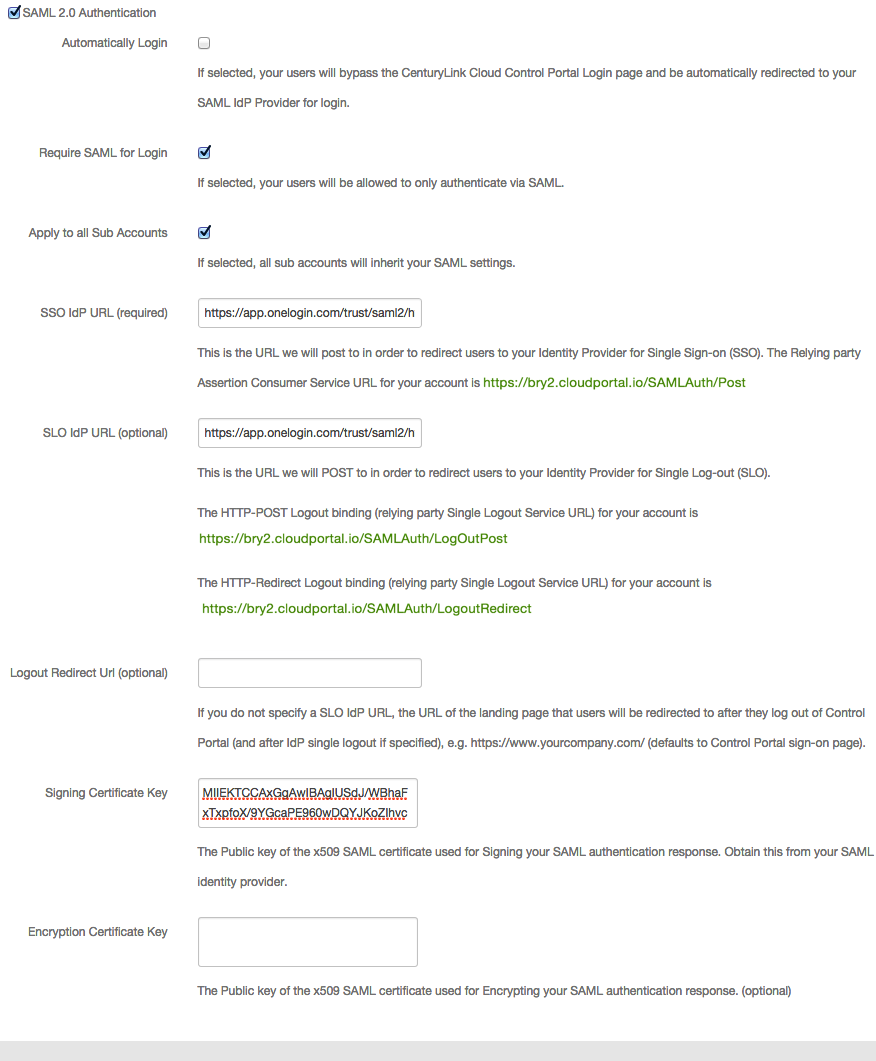 SAML 2.0 Authentication
Automatically Login
If selected, your users will bypass the CenturyLink Cloud Control Portal Login page and be automatically redirected to your
SAML IdP Provider for login.
Require SAML for Login
If selected, your users will be allowed to only authenticate via SAML.
Apply to all Sub Accounts
If selected, all sub accounts will inherit your SAML settings.
SSO IdP URL (required)
https://app.onelogin.com/trust/saml2/h
This is the URL we will post to in order to redirect users to your Identity Provider for Single Sign-on (SSO). The Relying party
Assertion Consumer Service URL for your account is https://bry2.cloudportal.io/SAMLAuth/Post
SLO IdP URL (optional)
https://app.onelogin.com/trust/saml2/h
This is the URL we will POST to in order to redirect users to your Identity Provider for Single Log-out (SLO).
The HTTP-POST Logout binding (relying party Single Logout Service URL) for your account is
https://bry2.cloudportal.io/SAMLAuth/LogOutPost
The HTTP-Redirect Logout binding (relying party Single Logout Service URL) for your account is
https://bry2.cloudportal.io/SAMLAuth/LogoutRedirect
Logout Redirect Url (optional)
If you do not specify a SLO IdP URL, the URL of the landing page that users will be redirected to after they log out of Control
Portal (and after IdP single logout if specified), e.g. https://www.yourcompany.com/ (defaults to Control Portal sign-on page).
Signing Certificate Key
MIIEKTCCAxGgAwIBAgIUSdJ/WBhaF
xTxpfoX/9YGcaPE960wDQYJKoZIhvc
The Public key of the x509 SAML certificate used for Signing your SAML authentication response. Obtain this from your SAML
identity provider.
Encryption Certificate Key
The Public key of the x509 SAML certificate used for Encrypting your SAML authentication response. (optional)